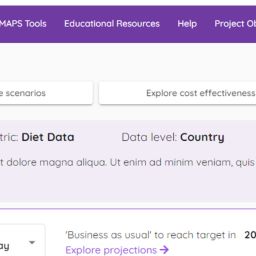 MAPS Tools Educational Resources Help Project Ob
e scenarios Explore cost effectiveness
tric: Diet Data Data level: Country
t dolore magna aliqua. Ut enim ad minim veniam, quis
'Business as usual' to reach target in 20
ay
Explore projections →